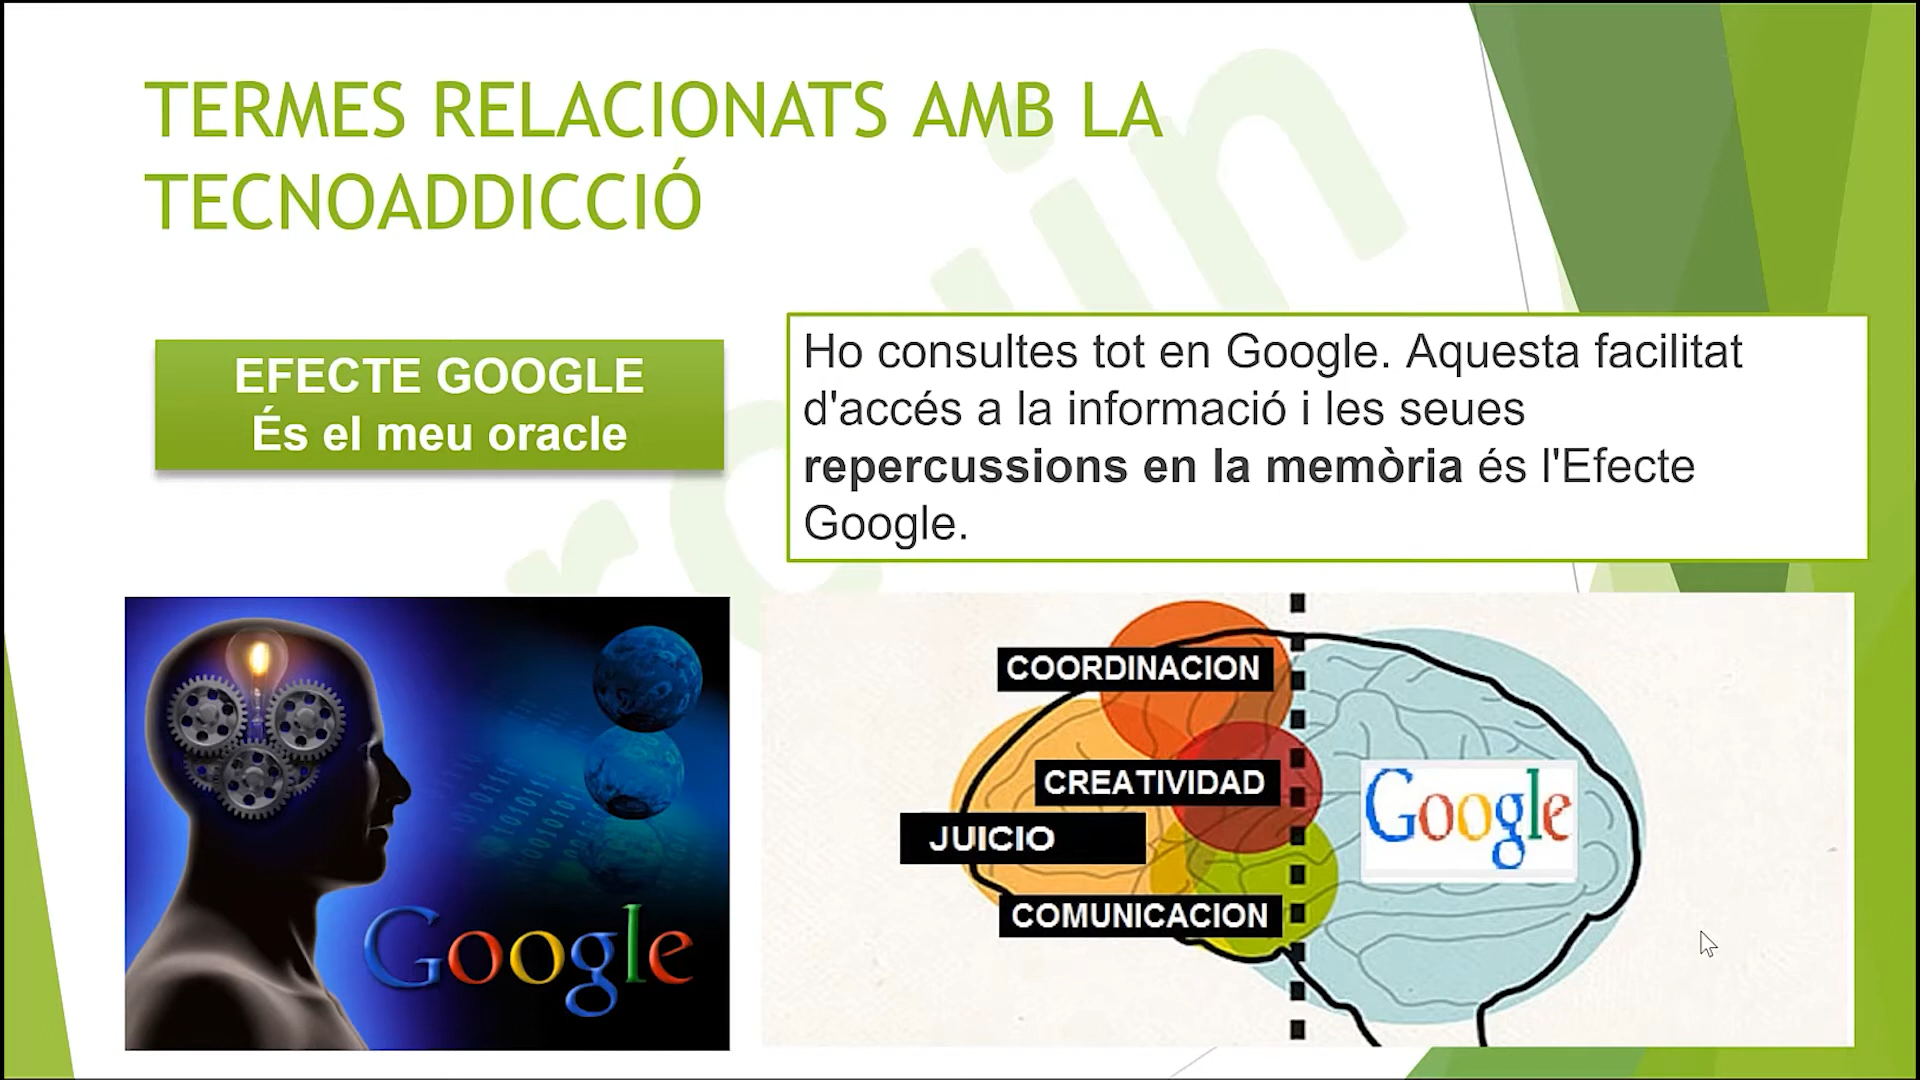 TERMES RELACIONATS AMB LA
TECNOADDICCIÓ
EFECTE GOOGLE
És el meu oracle
Ho consultes tot en Google. Aquesta facilitat
d'accés a la informació i les seues
repercussions en la memòria és l'Efecte
Google.
Google
COORDINACION
CREATIVIDAD
JUICIO
COMUNICACION
Google